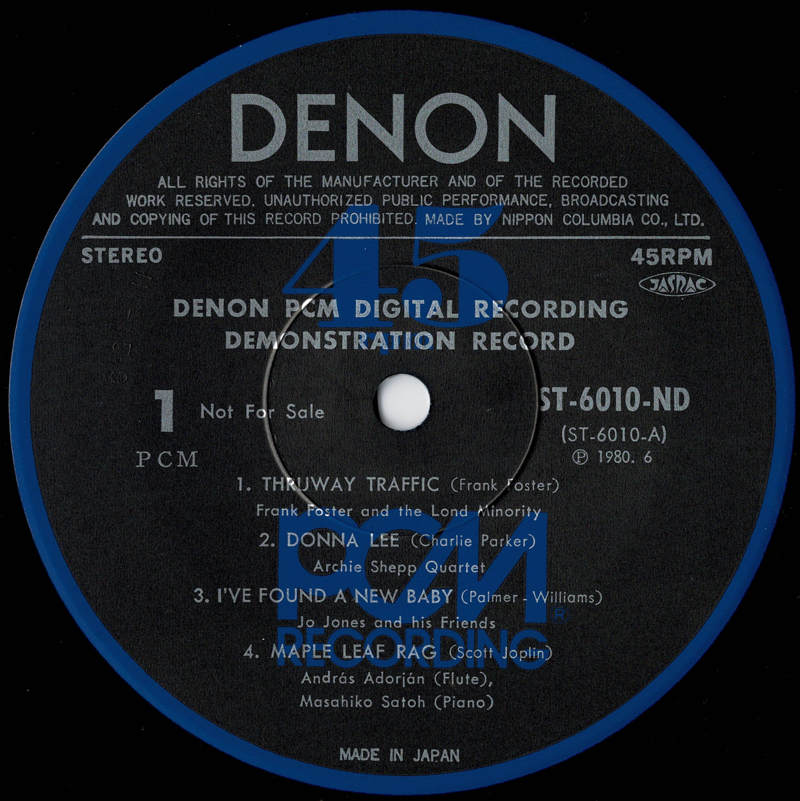 DENON
ALL RIGHTS OF THE MANUFACTURER AND OF THE RECORDED
WORK RESERVED. UNAUTHORIZED PUBLIC PERFORMANCE, BROADCASTING
AND COPYING OF THIS RECORD PROHIBITED. MADE BY NIPPON COLUMBIA CO., LTD.
STEREO
45RPM
45
JASRAC
DENON PCM DIGITAL RECORDING
DEMONSTRATION RECORD
1 Not For Sale
PCM
ST-6010-ND
(ST-6010-A)
Ⓟ 1980. 6
1. THRUWAY TRAFFIC (Frank Foster)
Frank Foster and the Lond Minority
2. DONNA LEE (Charlie Parker)
Archie Shepp Quartet
3. I'VE FOUND A NEW BABY (Palmer - Williams)
Jo Jones and his Friends
4. MAPLE LEAF RAG (Scott Joplin)
András Adorján (Flute),
Masahiko Satoh (Piano)
PCM®
RECORDING
MADE IN JAPAN